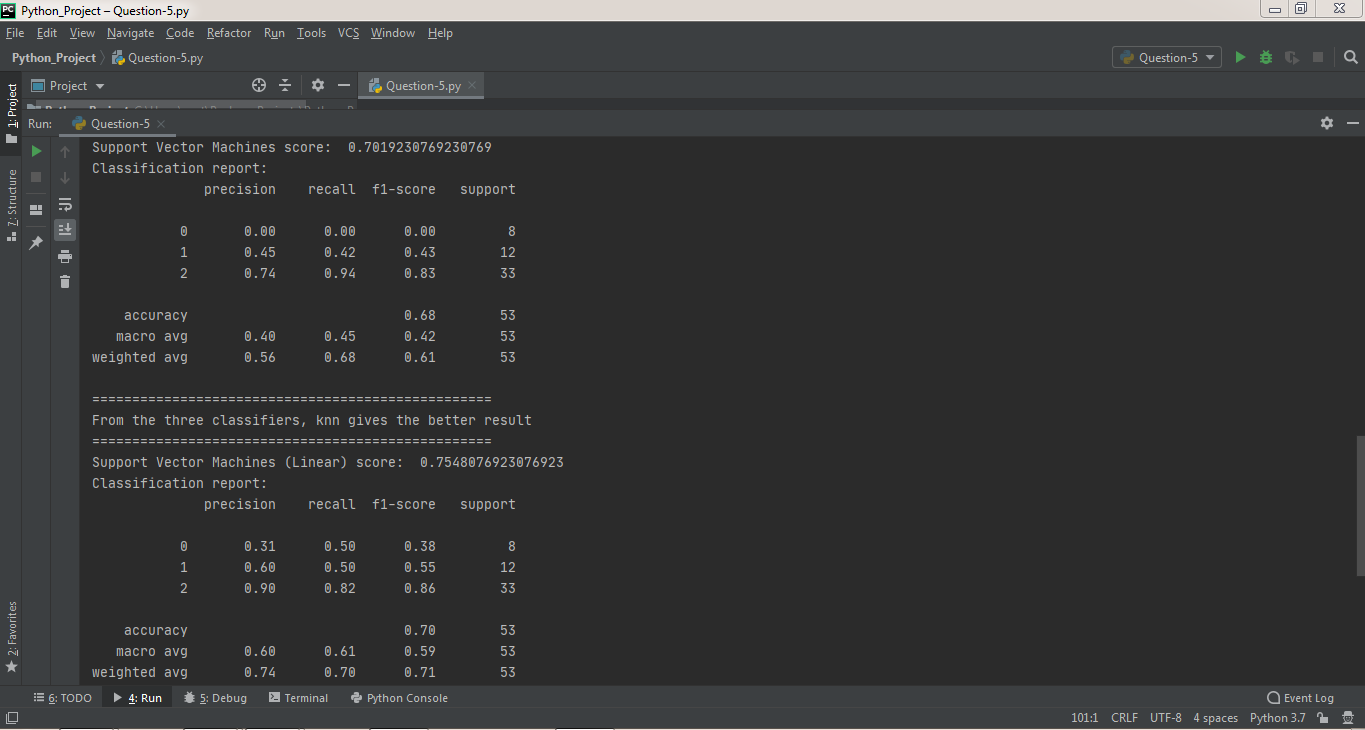 Python_Project – Question-5.py
File Edit View Navigate Code Refactor Run Tools VCS Window Help
Python_Project Question-5.py Question-5
1: Project
Project Question-5.py
Run: Question-5
Support Vector Machines score:  0.7019230769230769
Classification report:
              precision    recall  f1-score   support
           0       0.00      0.00      0.00         8
           1       0.45      0.42      0.43        12
           2       0.74      0.94      0.83        33
    accuracy                           0.68        53
   macro avg       0.40      0.45      0.42        53
weighted avg       0.56      0.68      0.61        53
==================================================
From the three classifiers, knn gives the better result
==================================================
Support Vector Machines (Linear) score:  0.7548076923076923
Classification report:
              precision    recall  f1-score   support
           0       0.31      0.50      0.38         8
           1       0.60      0.50      0.55        12
           2       0.90      0.82      0.86        33
    accuracy                           0.70        53
   macro avg       0.60      0.61      0.59        53
weighted avg       0.74      0.70      0.71        53
7: Structure
2: Favorites
6: TODO 4: Run 5: Debug Terminal Python Console Event Log
101:1 CRLF UTF-8 4 spaces Python 3.7